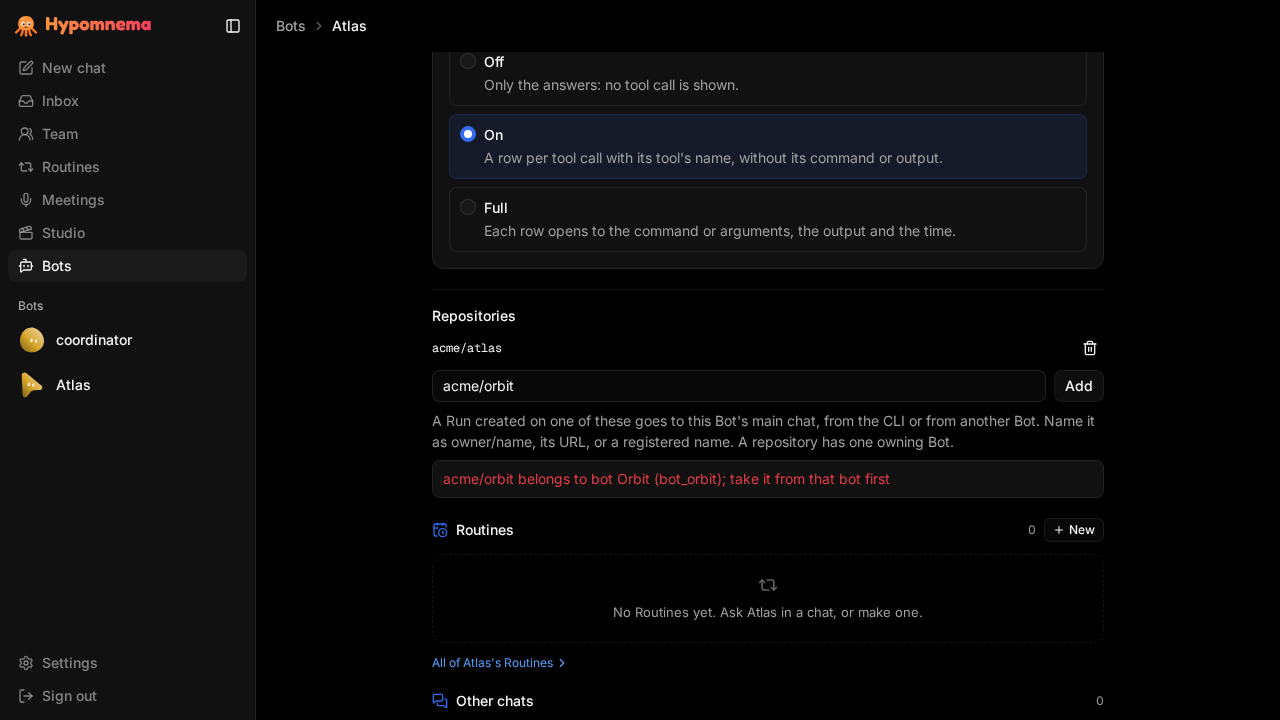 Hypomnema
New chat
Inbox
Team
Routines
Meetings
Studio
Bots
Bots
coordinator
Atlas
Settings
Sign out
Bots
Atlas
Off
Only the answers: no tool call is shown.
On
A row per tool call with its tool's name, without its command or output.
Full
Each row opens to the command or arguments, the output and the time.
Repositories
acme/atlas
acme/orbit
Add
A Run created on one of these goes to this Bot's main chat, from the CLI or from another Bot. Name it
as owner/name, its URL, or a registered name. A repository has one owning Bot.
acme/orbit belongs to bot Orbit (bot_orbit); take it from that bot first
Routines
0
New
No Routines yet. Ask Atlas in a chat, or make one.
All of Atlas's Routines
Other chats
0